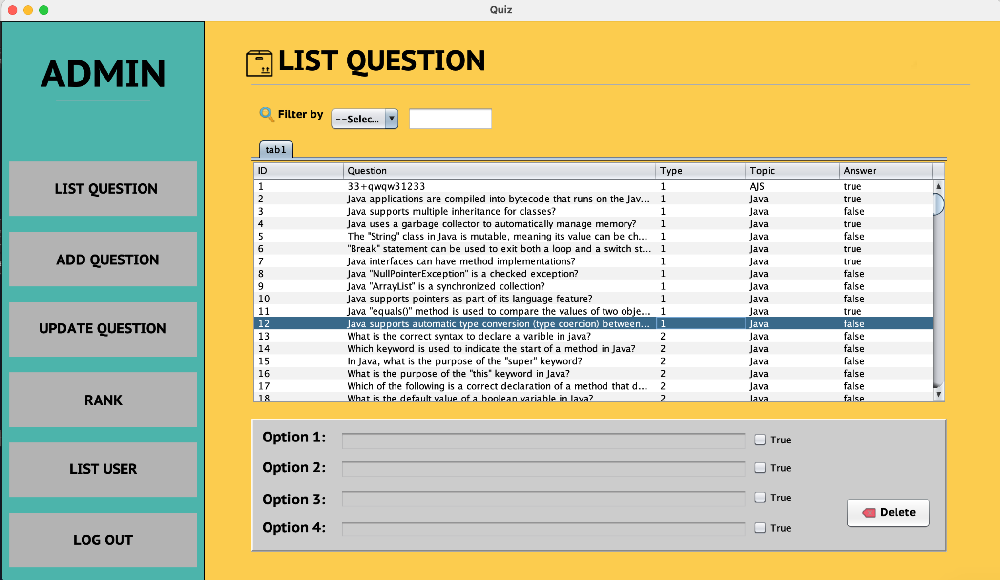 Quiz
ADMIN
LIST QUESTION
ADD QUESTION
UPDATE QUESTION
RANK
LIST USER
LOG OUT
LIST QUESTION
Filter by --Selec...
tab1
ID Question Type Topic Answer
1 33+qwqw31233 1 AJS true
2 Java applications are compiled into bytecode that runs on the Jav... 1 Java true
3 Java supports multiple inheritance for classes? 1 Java false
4 Java uses a garbage collector to automatically manage memory? 1 Java true
5 The "String" class in Java is mutable, meaning its value can be ch... 1 Java false
6 "Break" statement can be used to exit both a loop and a switch st... 1 Java true
7 Java interfaces can have method implementations? 1 Java true
8 Java "NullPointerException" is a checked exception? 1 Java false
9 Java "ArrayList" is a synchronized collection? 1 Java false
10 Java supports pointers as part of its language feature? 1 Java false
11 Java "equals()" method is used to compare the values of two obje... 1 Java true
12 Java supports automatic type conversion (type coercion) between... 1 Java false
13 What is the correct syntax to declare a varible in java? 2 Java false
14 Which keyword is used to indicate the start of a method in Java? 2 Java false
15 In Java, what is the purpose of the "super" keyword? 2 Java false
16 What is the purpose of the "this" keyword in Java? 2 Java false
17 Which of the following is a correct declaration of a method that d... 2 Java false
18 What is the default value of a boolean variable in Java? 2 Java false
Option 1: True
Option 2: True
Option 3: True
Option 4: True
Delete